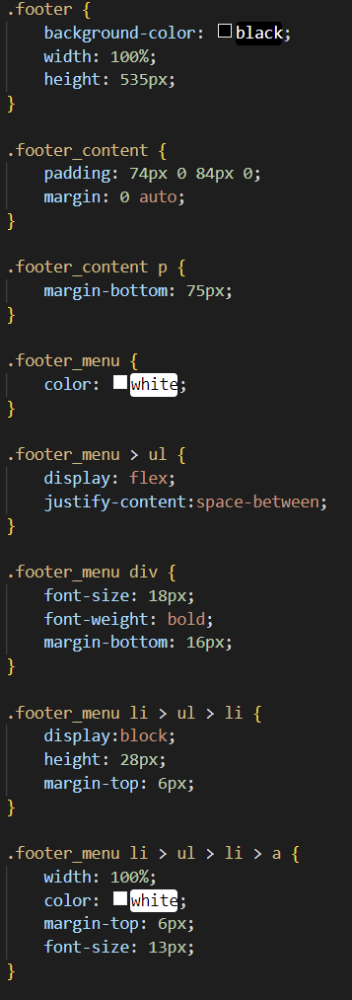 .footer {
    background-color: black;
    width: 100%;
    height: 535px;
}

.footer_content {
    padding: 74px 0 84px 0;
    margin: 0 auto;
}

.footer_content p {
    margin-bottom: 75px;
}

.footer_menu {
    color: white;
}

.footer_menu > ul {
    display: flex;
    justify-content:space-between;
}

.footer_menu div {
    font-size: 18px;
    font-weight: bold;
    margin-bottom: 16px;
}

.footer_menu li > ul > li {
    display:block;
    height: 28px;
    margin-top: 6px;
}

.footer_menu li > ul > li > a {
    width: 100%;
    color: white;
    margin-top: 6px;
    font-size: 13px;
}